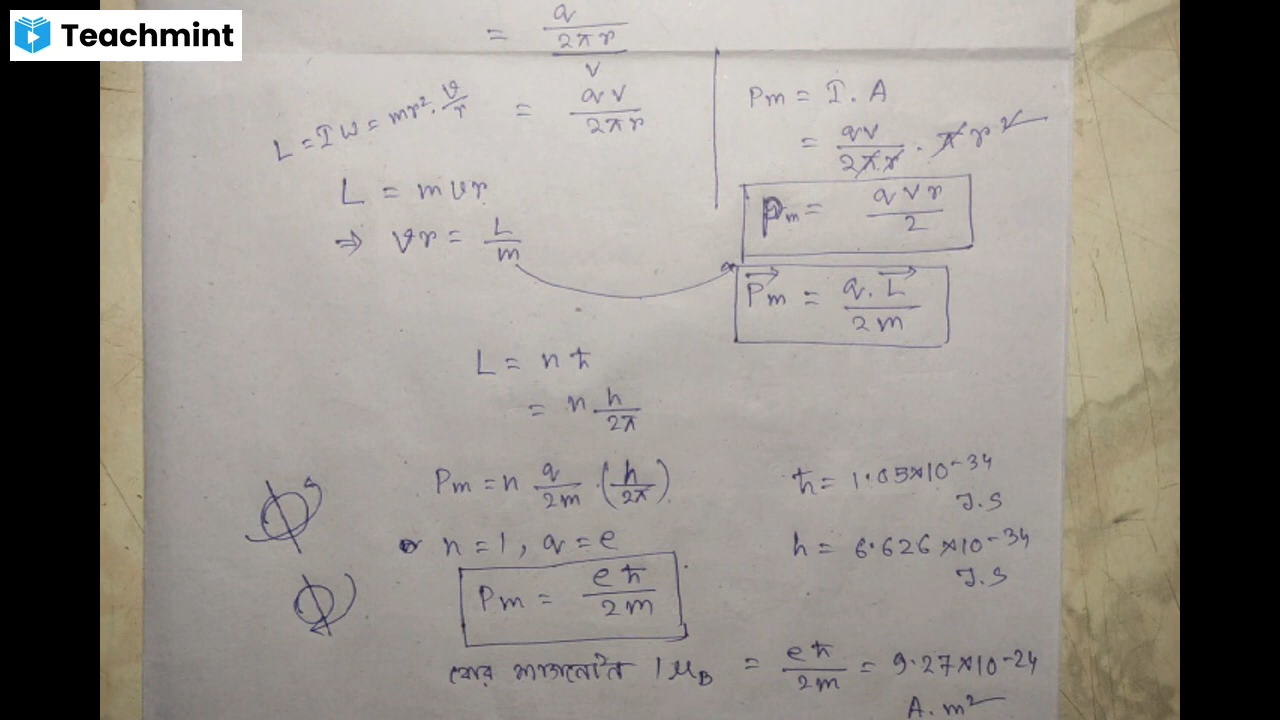 Teachmint
= q/2πr / v
L = Iω = mr². v/r = qv/2πr
L = mvr
⇒ vr = L/m
Pm = I. A
= qv/2πr . πr²
Pm = qvr/2
→Pm = q.→L/2m
L = nħ
= n h/2π
Pm = n q/2m . (h/2π)
n = 1, q = e
Pm = eħ/2m
ħ = 1.05×10⁻³⁴
J.S
h = 6.626×10⁻³⁴
J.S
বোর ম্যাগনেটন 1μB = eħ/2m = 9.27×10⁻²⁴
A.m²